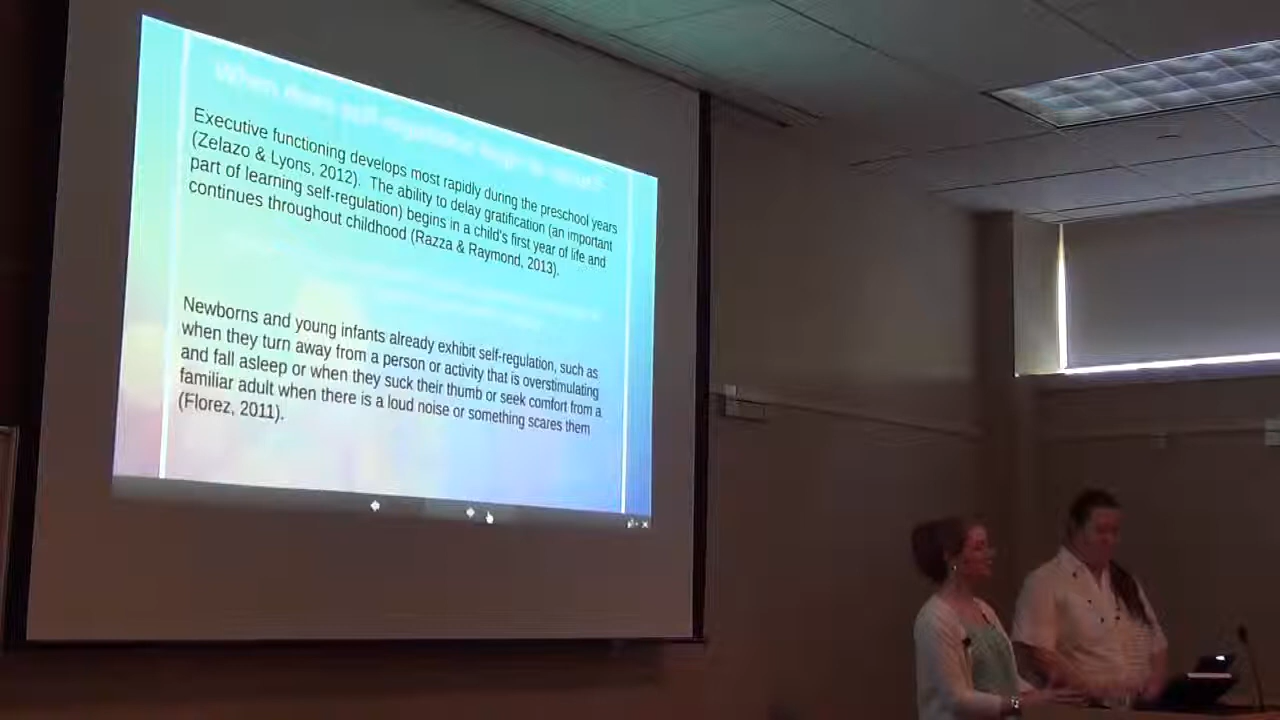 When does self-regulation begin to
Executive functioning develops most rapidly during the preschool years
(Zelazo & Lyons, 2012).  The ability to delay gratification (an important
part of learning self-regulation) begins in a child's first year of life and
continues throughout childhood (Razza & Raymond, 2013).
Newborns and young infants already exhibit self-regulation, such as
when they turn away from a person or activity that is overstimulating
and fall asleep or when they suck their thumb or seek comfort from a
familiar adult when there is a loud noise or something scares them
(Florez, 2011).